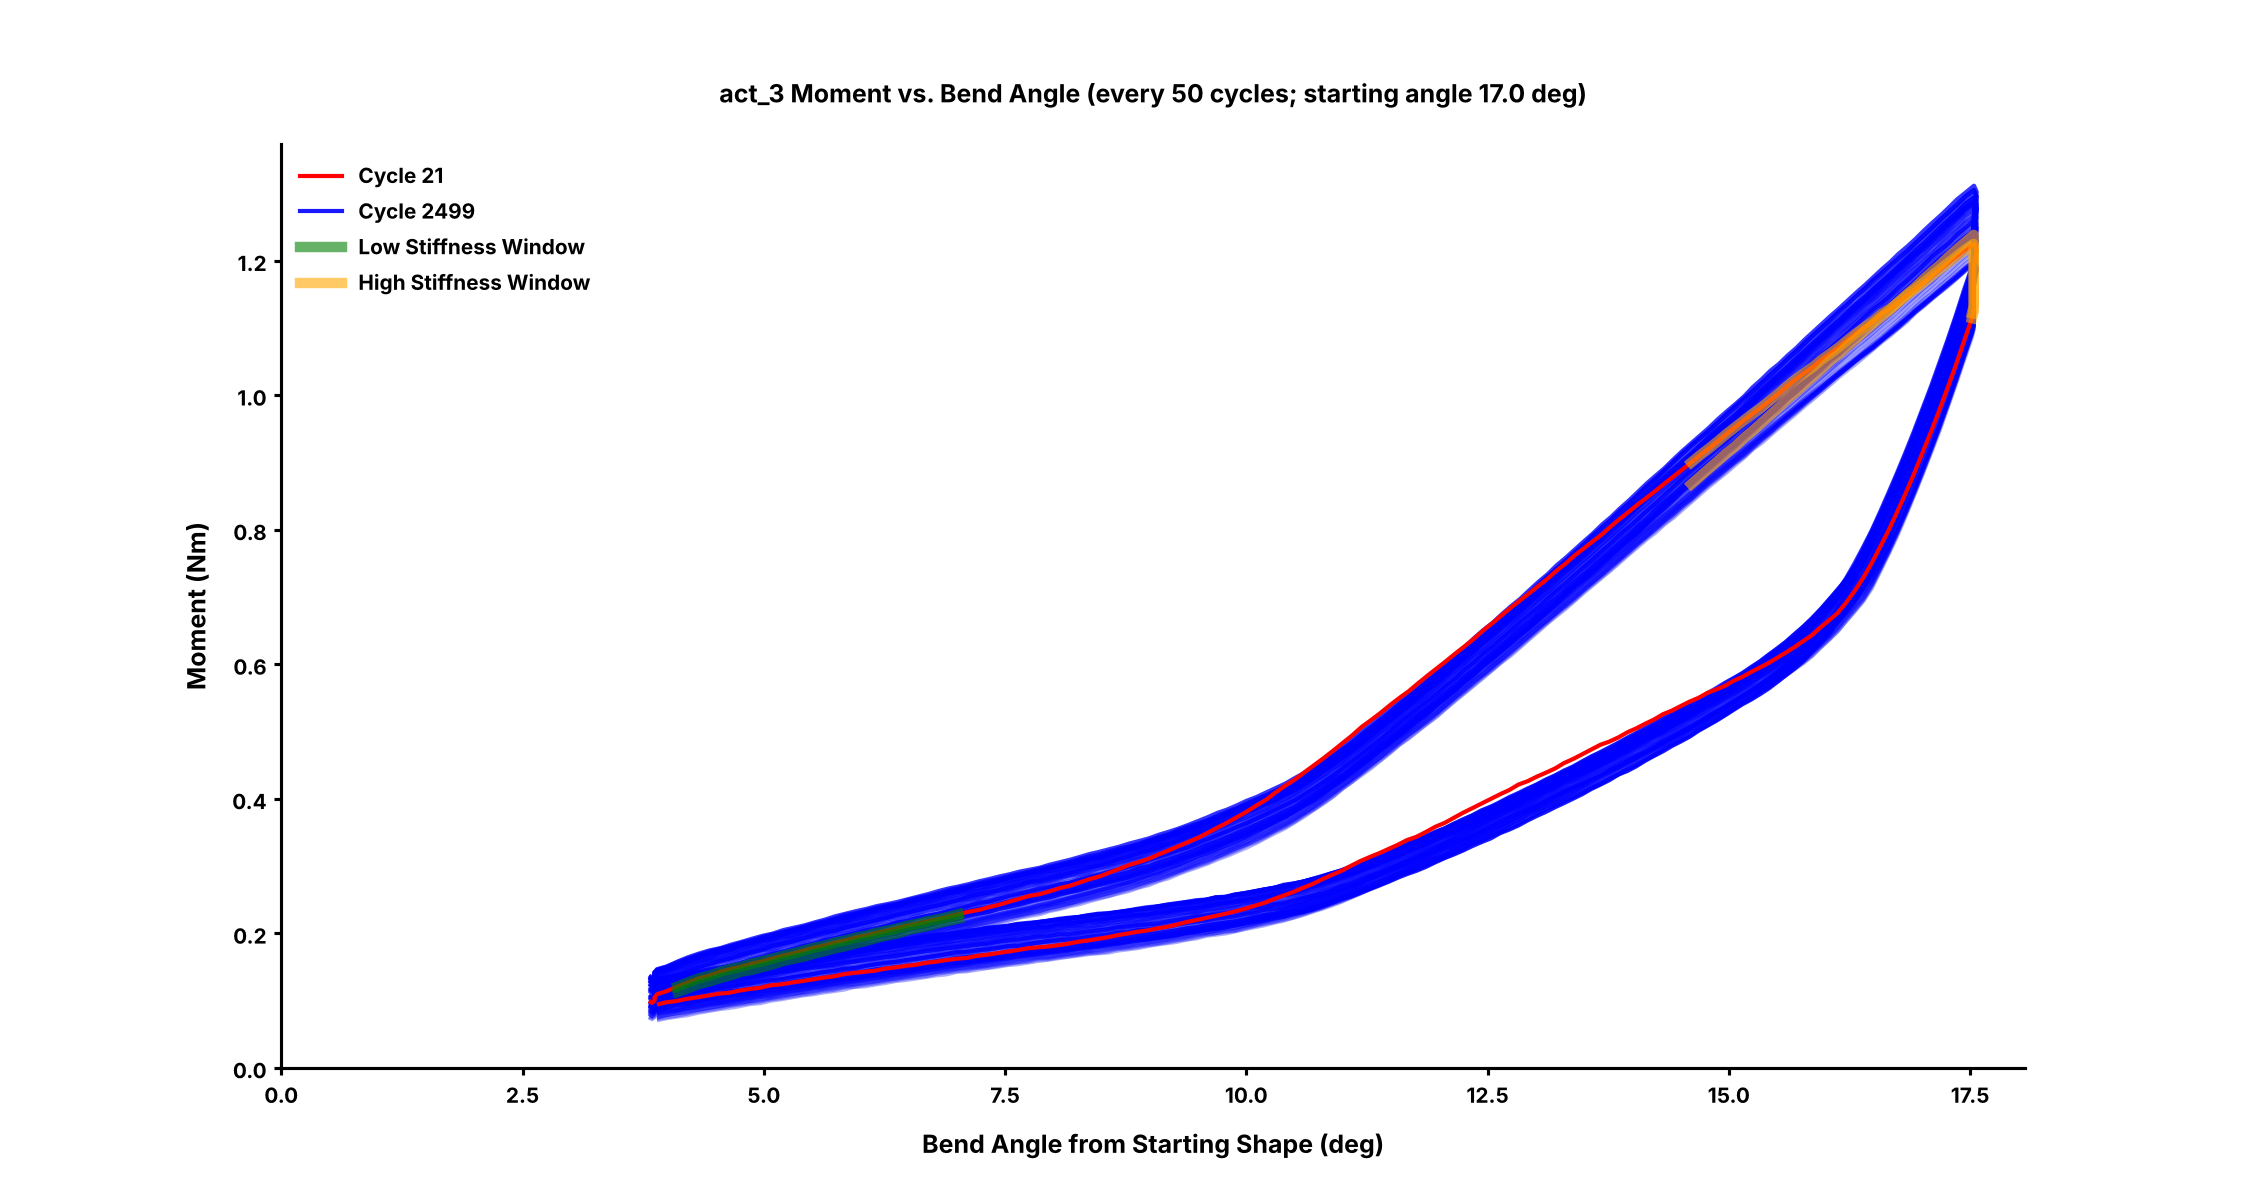 act_3 Moment vs. Bend Angle (every 50 cycles; starting angle 17.0 deg)
Cycle 21
Cycle 2499
Low Stiffness Window
High Stiffness Window
Moment (Nm)
1.2
1.0
0.8
0.6
0.4
0.2
0.0
0.0 2.5 5.0 7.5 10.0 12.5 15.0 17.5
Bend Angle from Starting Shape (deg)